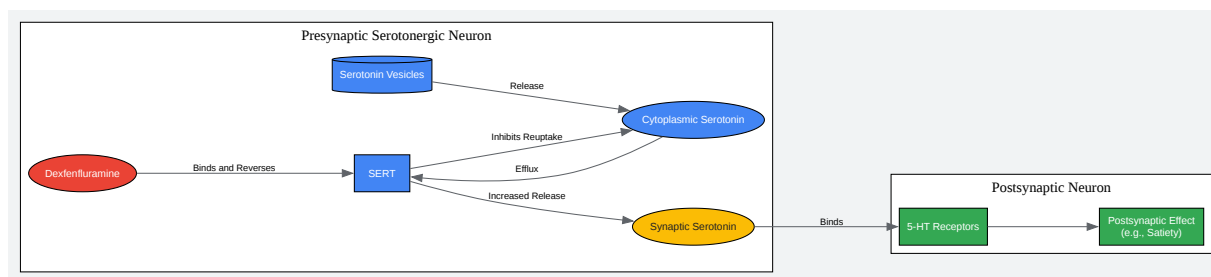 Presynaptic Serotonergic Neuron
Serotonin Vesicles
Release
Cytoplasmic Serotonin
Inhibits Reuptake
Dexfenfluramine
Binds and Reverses
SERT
Efflux
Increased Release
Synaptic Serotonin
Binds
Postsynaptic Neuron
5-HT Receptors
Postsynaptic Effect
(e.g., Satiety)